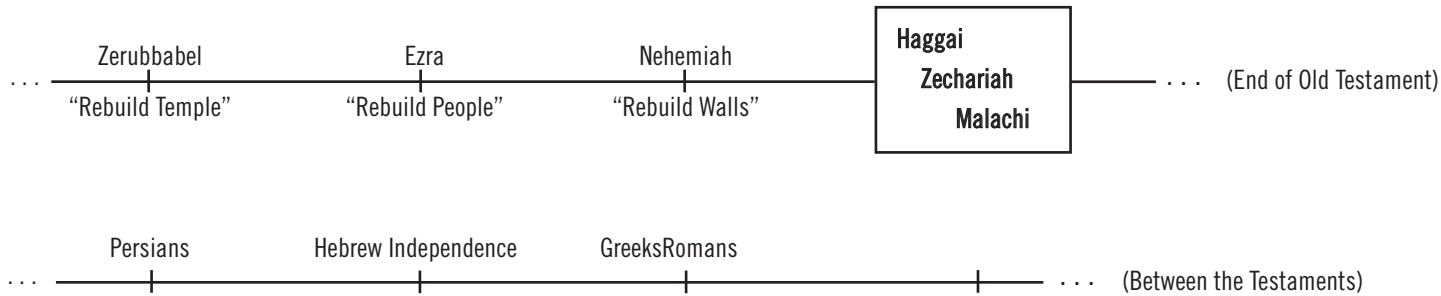 Zerubbabel Ezra Nehemiah
Haggai
Zechariah
Malachi
. . . . . . (End of Old Testament)
“Rebuild Temple” “Rebuild People” “Rebuild Walls”
Persians Hebrew Independence GreeksRomans
. . . . . . (Between the Testaments)